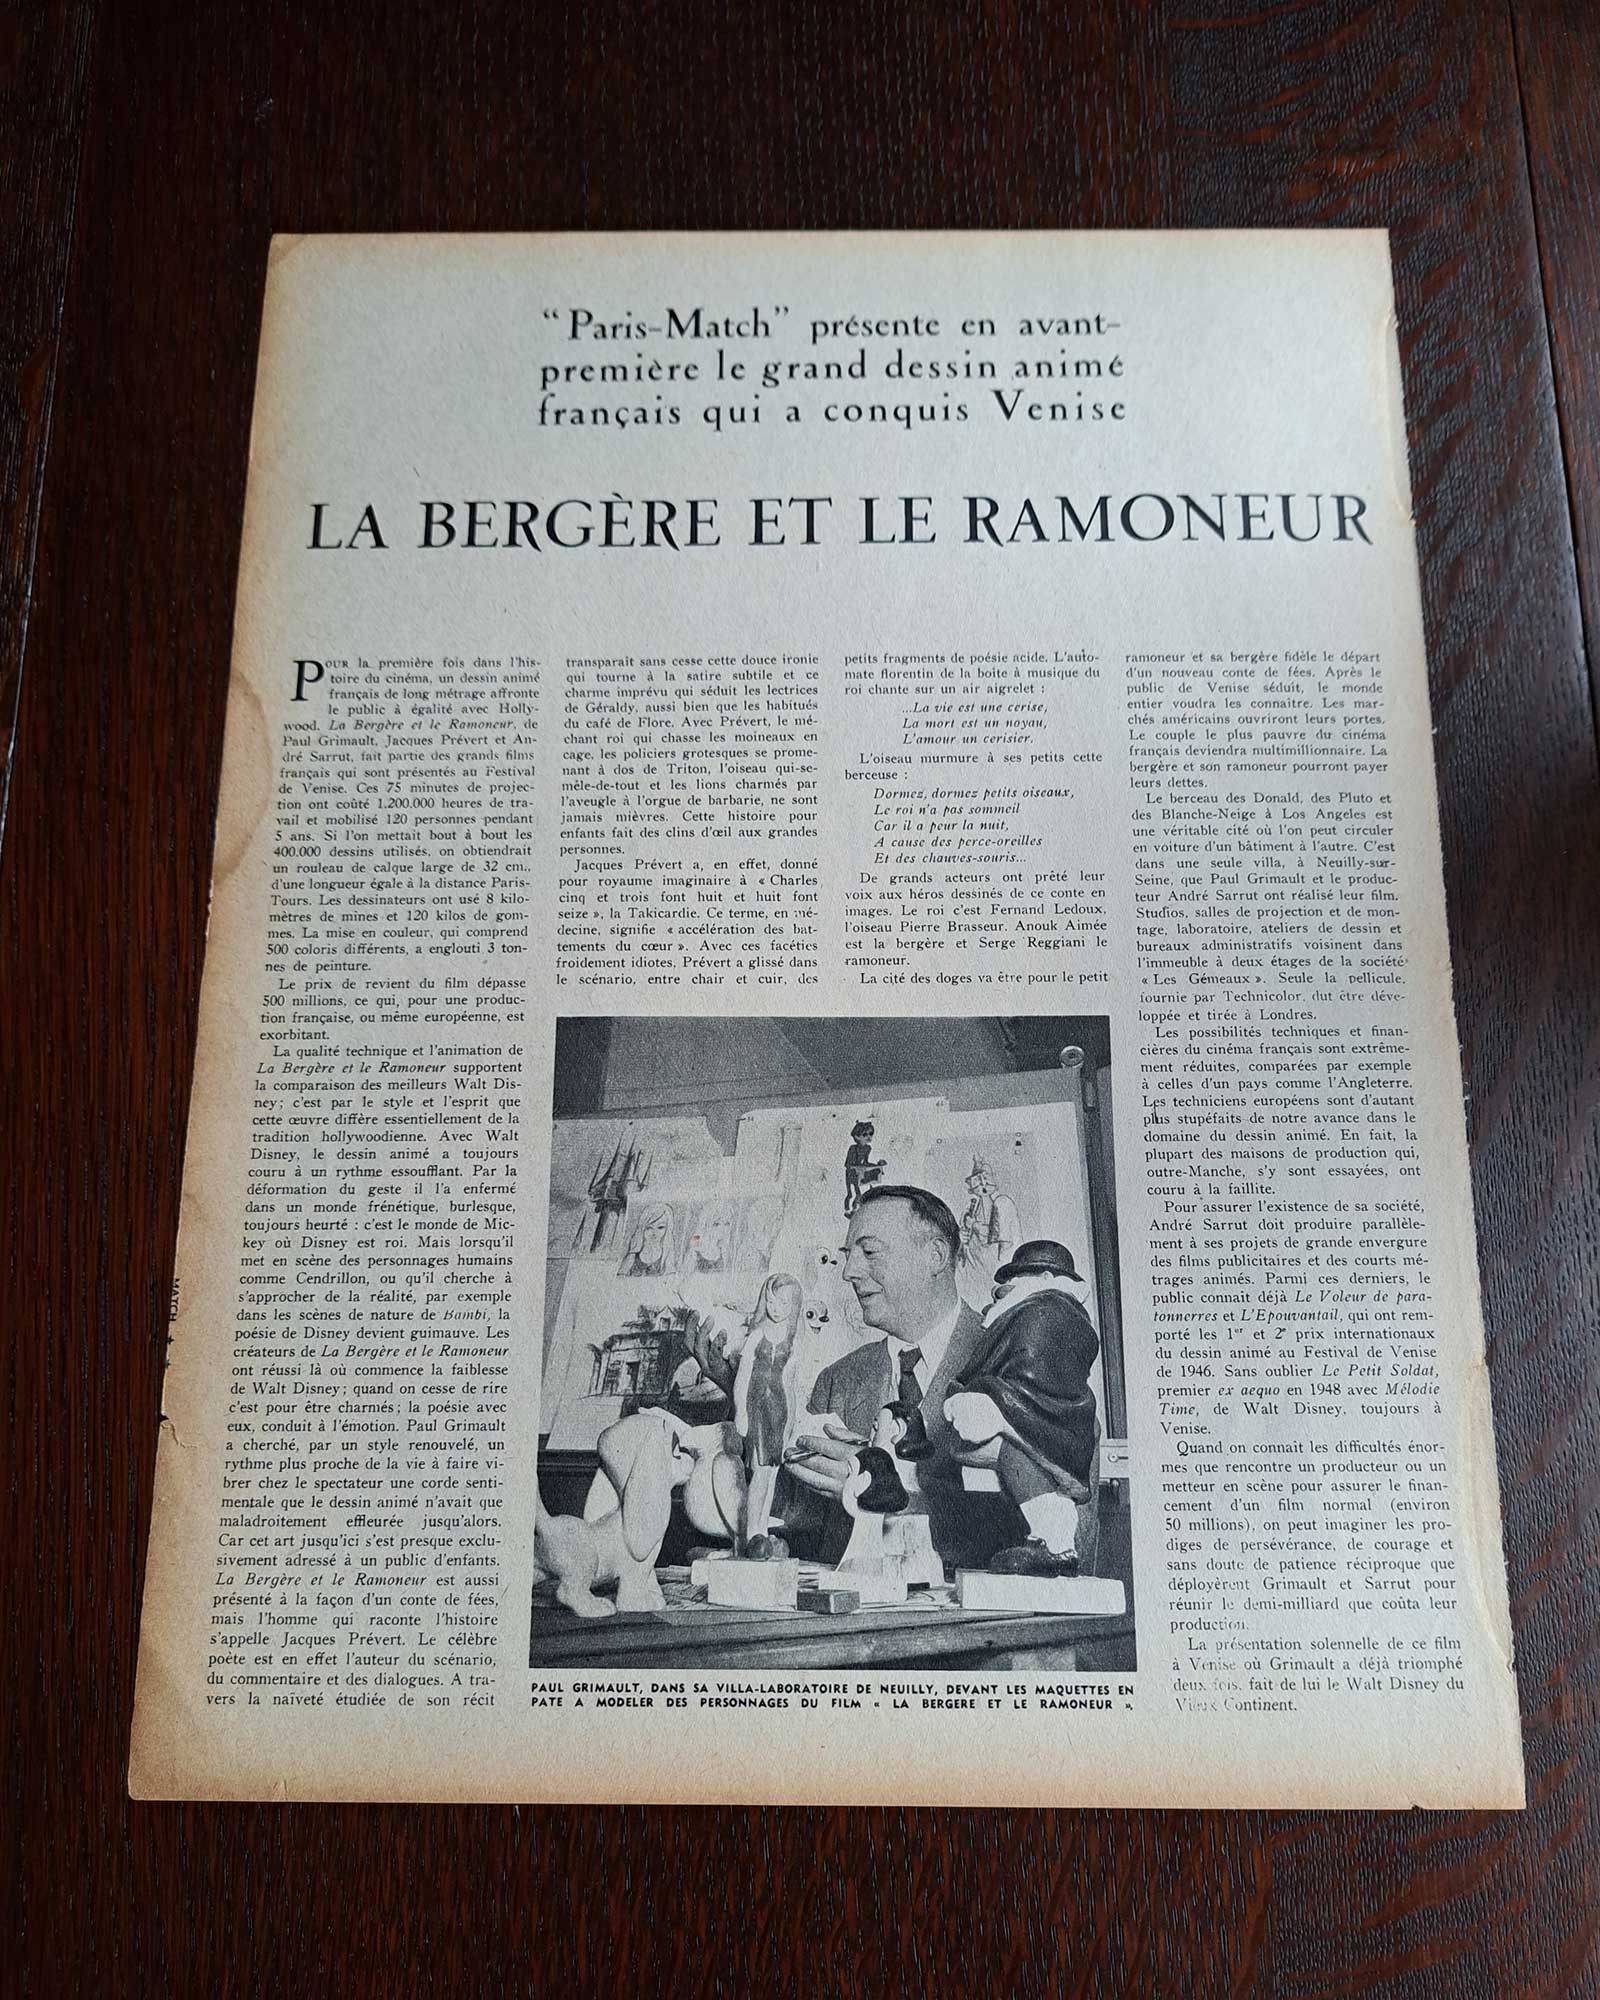 “Paris-Match” présente en avant-
première le grand dessin animé
français qui a conquis Venise
LA BERGÈRE ET LE RAMONEUR
POUR la première fois dans l'his-
toire du cinéma, un dessin animé
français de long métrage affronte
le public à égalité avec Holly-
wood. La Bergère et le Ramoneur, de
Paul Grimault, Jacques Prévert et An-
dré Sarrut, fait partie des grands films
français qui sont présentés au Festival
de Venise. Ces 75 minutes de projec-
tion ont coûté 1.200.000 heures de tra-
vail et mobilisé 120 personnes pendant
5 ans. Si l'on mettait bout à bout les
400.000 dessins utilisés, on obtiendrait
un rouleau de calque large de 32 cm.,
d'une longueur égale à la distance Paris-
Tours. Les dessinateurs ont usé 8 kilo-
mètres de mines et 120 kilos de gom-
mes. La mise en couleur, qui comprend
500 coloris différents, a englouti 3 ton-
nes de peinture.
Le prix de revient du film dépasse
500 millions, ce qui, pour une produc-
tion française, ou même européenne, est
exorbitant.
La qualité technique et l'animation de
La Bergère et le Ramoneur supportent
la comparaison des meilleurs Walt Dis-
ney ; c'est par le style et l'esprit que
cette œuvre diffère essentiellement de la
tradition hollywoodienne. Avec Walt
Disney, le dessin animé a toujours
couru à un rythme essoufflant. Par la
déformation du geste il l'a enfermé
dans un monde frénétique, burlesque,
toujours heurté : c'est le monde de Mic-
key où Disney est roi. Mais lorsqu'il
met en scène des personnages humains
comme Cendrillon, ou qu'il cherche à
s'approcher de la réalité, par exemple
dans les scènes de nature de Bambi, la
poésie de Disney devient guimauve. Les
créateurs de La Bergère et le Ramoneur
ont réussi là où commence la faiblesse
de Walt Disney ; quand on cesse de rire
c'est pour être charmés ; la poésie avec
eux, conduit à l'émotion. Paul Grimault
a cherché, par un style renouvelé, un
rythme plus proche de la vie à faire vi-
brer chez le spectateur une corde senti-
mentale que le dessin animé n'avait que
maladroitement effleurée jusqu'alors.
Car cet art jusqu'ici s'est presque exclu-
sivement adressé à un public d'enfants.
La Bergère et le Ramoneur est aussi
présenté à la façon d'un conte de fées,
mais l'homme qui raconte l'histoire
s'appelle Jacques Prévert. Le célèbre
poète est en effet l'auteur du scénario,
du commentaire et des dialogues. A tra-
vers la naïveté étudiée de son récit
transparaît sans cesse cette douce ironie
qui tourne à la satire subtile et ce
charme imprévu qui séduit les lectrices
de Géraldy, aussi bien que les habitués
du café de Flore. Avec Prévert, le mé-
chant roi qui chasse les moineaux en
cage, les policiers grotesques se prome-
nant à dos de Triton, l'oiseau qui-se-
mêle-de-tout et les lions charmés par
l'aveugle à l'orgue de barbarie, ne sont
jamais mièvres. Cette histoire pour
enfants fait des clins d'œil aux grandes
personnes.
Jacques Prévert a, en effet, donné
pour royaume imaginaire à « Charles
cinq et trois font huit et huit font
seize », la Takicardie. Ce terme, en mé-
decine, signifie « accélération des bat-
tements du cœur ». Avec ces facéties
froidement idiotes, Prévert a glissé dans
le scénario, entre chair et cuir, des
petits fragments de poésie acide. L'auto-
mate florentin de la boîte à musique du
roi chante sur un air aigrelet :
...La vie est une cerise,
La mort est un noyau,
L'amour un cerisier.
L'oiseau murmure à ses petits cette
berceuse :
Dormez, dormez petits oiseaux,
Le roi n'a pas sommeil
Car il a peur la nuit,
A cause des perce-oreilles
Et des chauves-souris...
De grands acteurs ont prêté leur
voix aux héros dessinés de ce conte en
images. Le roi c'est Fernand Ledoux,
l'oiseau Pierre Brasseur. Anouk Aimée
est la bergère et Serge Reggiani le
ramoneur.
La cité des doges va être pour le petit
ramoneur et sa bergère fidèle le départ
d'un nouveau conte de fées. Après le
public de Venise séduit, le monde
entier voudra les connaître. Les mar-
chés américains ouvriront leurs portes.
Le couple le plus pauvre du cinéma
français deviendra multimillionnaire. La
bergère et son ramoneur pourront payer
leurs dettes.
Le berceau des Donald, des Pluto et
des Blanche-Neige à Los Angeles est
une véritable cité où l'on peut circuler
en voiture d'un bâtiment à l'autre. C'est
dans une seule villa, à Neuilly-sur-
Seine, que Paul Grimault et le produc-
teur André Sarrut ont réalisé leur film.
Studios, salles de projection et de mon-
tage, laboratoire, ateliers de dessin et
bureaux administratifs voisinent dans
l'immeuble à deux étages de la société
« Les Gémeaux ». Seule la pellicule,
fournie par Technicolor, dut être déve-
loppée et tirée à Londres.
Les possibilités techniques et finan-
cières du cinéma français sont extrême-
ment réduites, comparées par exemple
à celles d'un pays comme l'Angleterre.
Les techniciens européens sont d'autant
plus stupéfaits de notre avance dans le
domaine du dessin animé. En fait, la
plupart des maisons de production qui,
outre-Manche, s'y sont essayées, ont
couru à la faillite.
Pour assurer l'existence de sa société,
André Sarrut doit produire parallèle-
ment à ses projets de grande envergure
des films publicitaires et des courts mé-
trages animés. Parmi ces derniers, le
public connaît déjà Le Voleur de para-
tonnerres et L'Epouvantail, qui ont rem-
porté les 1er et 2e prix internationaux
du dessin animé au Festival de Venise
de 1946. Sans oublier Le Petit Soldat,
premier ex aequo en 1948 avec Mélodie
Time, de Walt Disney, toujours à
Venise.
Quand on connaît les difficultés énor-
mes que rencontre un producteur ou un
metteur en scène pour assurer le finan-
cement d'un film normal (environ
50 millions), on peut imaginer les pro-
diges de persévérance, de courage et
sans doute de patience réciproque que
déployèrent Grimault et Sarrut pour
réunir le demi-milliard que coûta leur
production.
La présentation solennelle de ce film
à Venise où Grimault a déjà triomphé
deux fois, fait de lui le Walt Disney du
Vieux Continent.
MATCH
PAUL GRIMAULT, DANS SA VILLA-LABORATOIRE DE NEUILLY, DEVANT LES MAQUETTES EN
PATE A MODELER DES PERSONNAGES DU FILM « LA BERGERE ET LE RAMONEUR ».